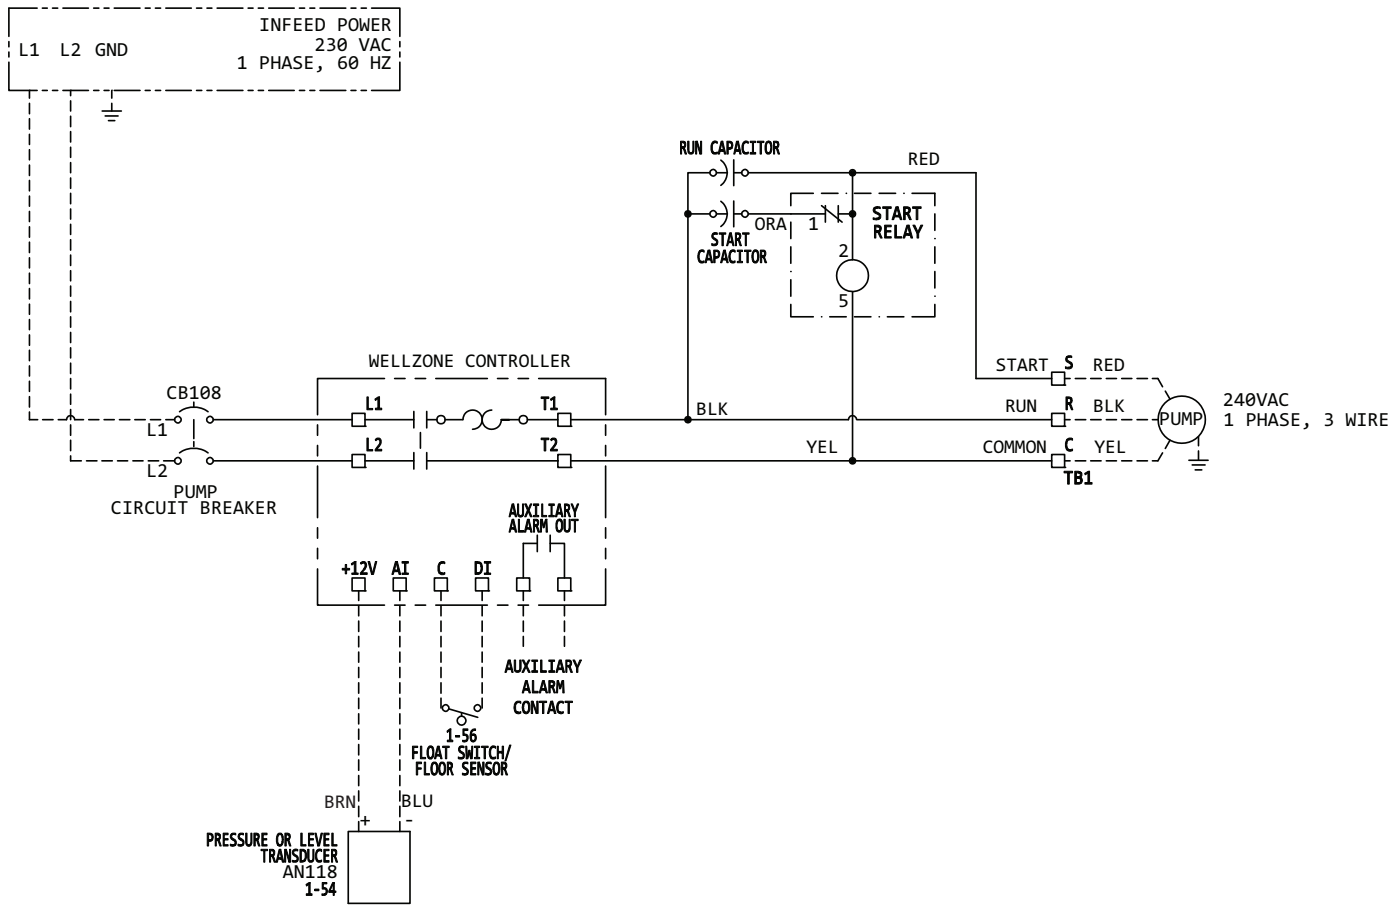 INFEED POWER
L1 L2 GND
230 VAC
1 PHASE, 60 HZ
RUN CAPACITOR
RED
START
RELAY
ORA
1
START
CAPACITOR
2
5
WELLZONE CONTROLLER
CB108
L1
L2
PUMP
CIRCUIT BREAKER
L1
T1
L2
T2
BLK
YEL
START
S
RED
RUN
R
BLK
COMMON
C
YEL
TB1
PUMP
240VAC
1 PHASE, 3 WIRE
AUXILIARY
ALARM OUT
+12V AI C DI
AUXILIARY
ALARM
CONTACT
1-56
FLOAT SWITCH/
FLOOR SENSOR
BRN
BLU
+
-
PRESSURE OR LEVEL
TRANSDUCER
AN118
1-54